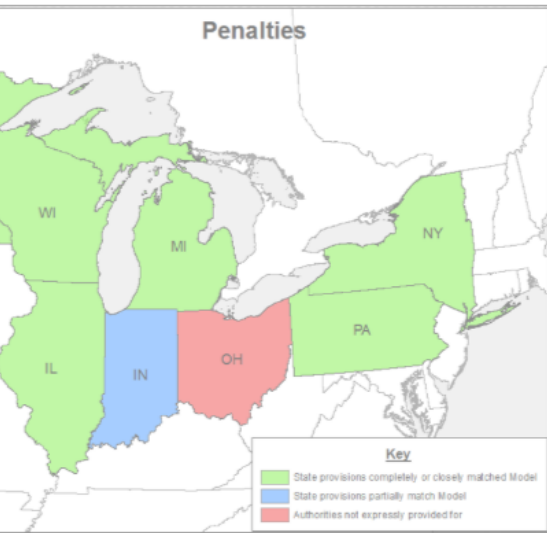 Penalties
WI
MI
NY
PA
IL
IN
OH
Key
State provisions completely or closely matched Model
State provisions partially match Model
Authorities not expressly provided for